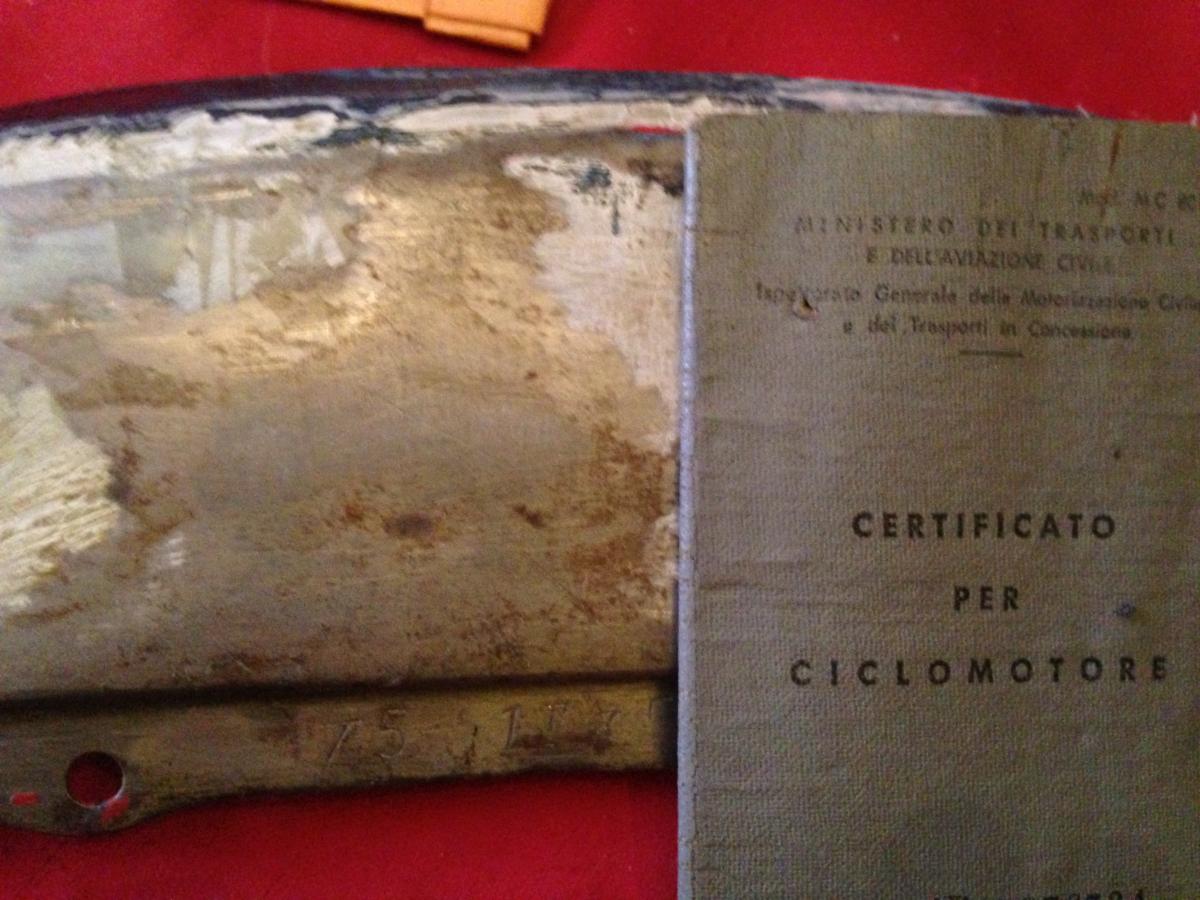 MINISTERO DEI TRASPORTI
E DELL'AVIAZIONE CIVILE
Ispettorato Generale della Motorizzazione Civile
e dei Trasporti in Concessione
CERTIFICATO
PER
CICLOMOTORE